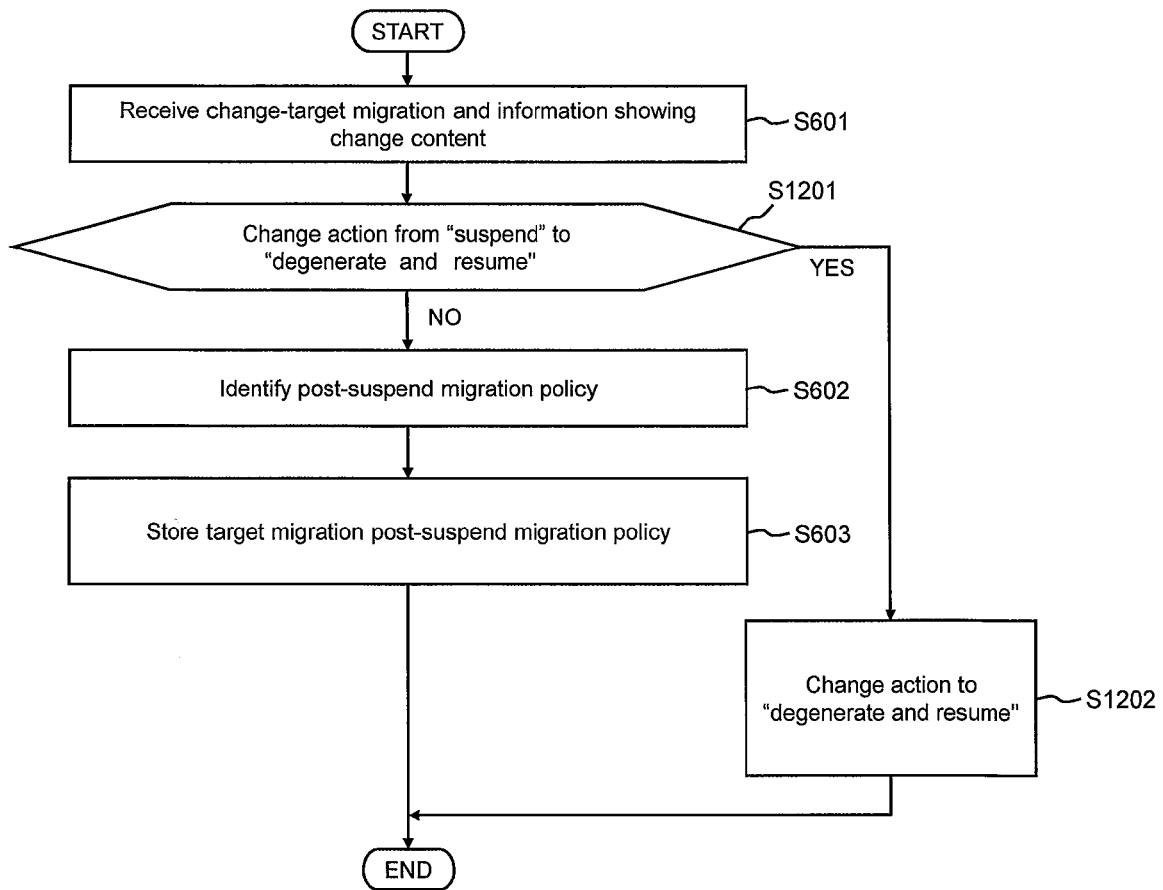 START
Receive change-target migration and information showing
change content
S601
S1201
Change action from “suspend” to
“degenerate and resume"
YES
NO
Identify post-suspend migration policy
S602
Store target migration post-suspend migration policy
S603
Change action to
“degenerate and resume"
S1202
END